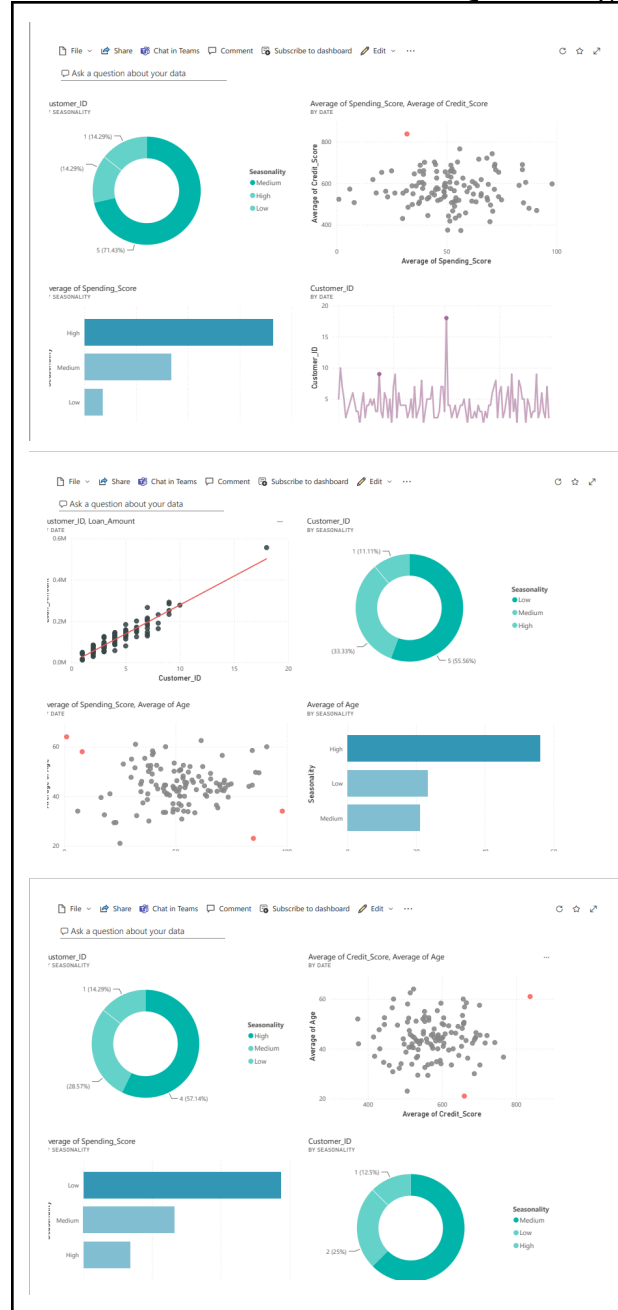 File Share Chat in Teams Comment Subscribe to dashboard Edit ...
Ask a question about your data
ustomer_ID
SEASONALITY
1 (14.29%)
(14.29%)
5 (71.43%)
Seasonality
Medium
High
Low
Average of Spending_Score, Average of Credit_Score
BY DATE
Average of Credit_Score
800
600
400
0
50
100
Average of Spending_Score
verage of Spending_Score
SEASONALITY
High
Medium
Low
Customer_ID
BY DATE
Customer_ID
20
15
10
5
File Share Chat in Teams Comment Subscribe to dashboard Edit ...
Ask a question about your data
ustomer_ID, Loan_Amount
DATE
...
0.6M
0.4M
0.2M
0.0M
0
5
10
15
20
Customer_ID
Customer_ID
BY SEASONALITY
1 (11.11%)
(33.33%)
5 (55.56%)
Seasonality
Low
Medium
High
verage of Spending_Score, Average of Age
DATE
60
40
20
0
50
100
Average of Age
BY SEASONALITY
Seasonality
High
Low
Medium
0
20
40
60
File Share Chat in Teams Comment Subscribe to dashboard Edit ...
Ask a question about your data
ustomer_ID
SEASONALITY
1 (14.29%)
(28.57%)
4 (57.14%)
Seasonality
High
Medium
Low
Average of Credit_Score, Average of Age
BY DATE
...
Average of Age
60
40
20
400
600
800
Average of Credit_Score
verage of Spending_Score
SEASONALITY
Low
Medium
High
Customer_ID
BY SEASONALITY
1 (12.5%)
2 (25%)
Seasonality
Medium
Low
High